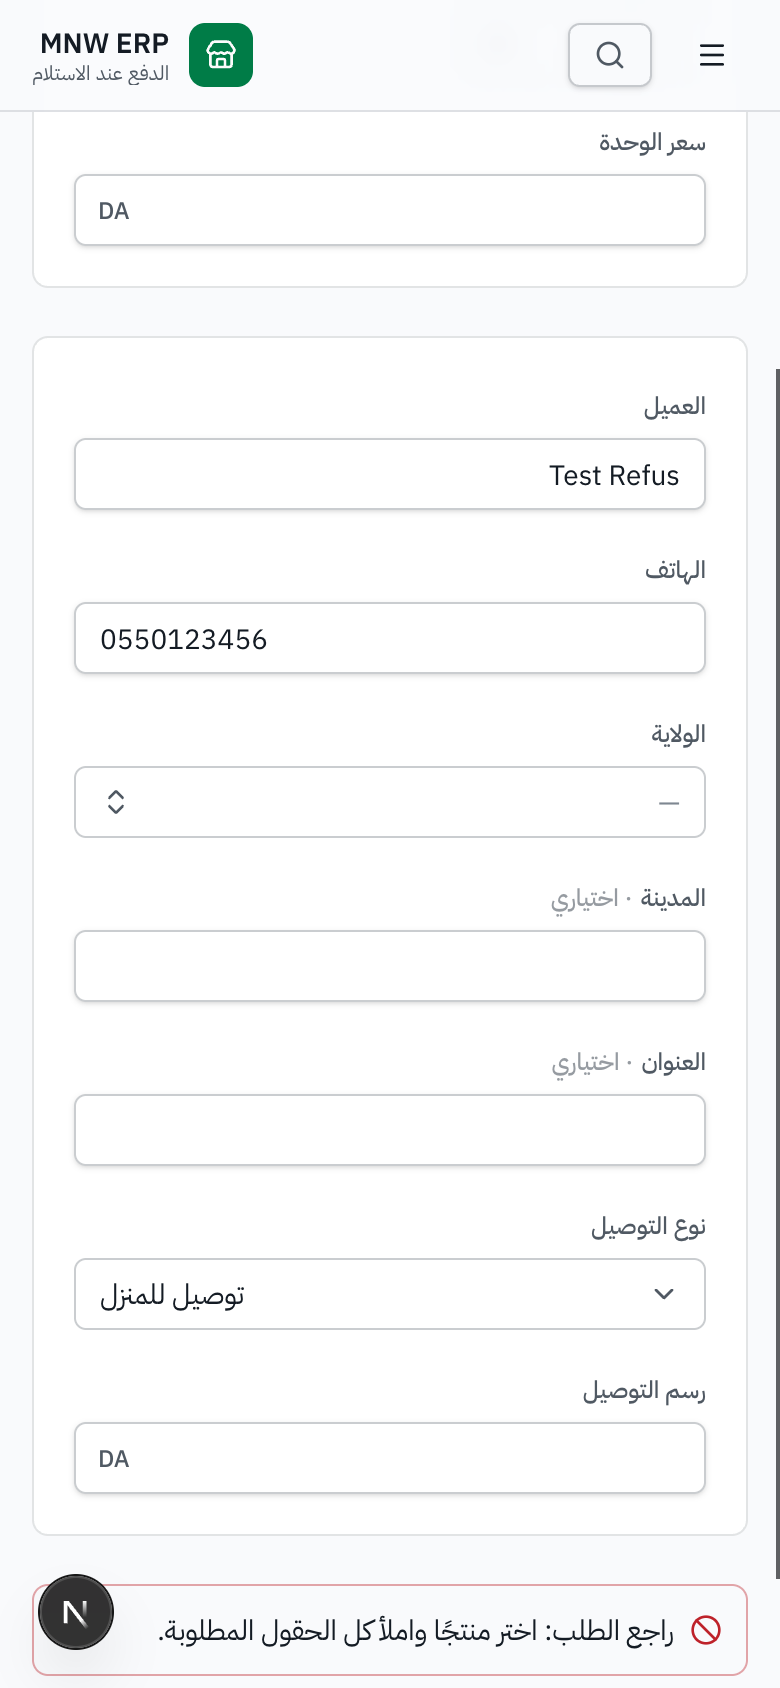 MNW ERP
الدفع عند الاستلام
سعر الوحدة
DA
العميل
Test Refus
الهاتف
0550123456
الولاية
—
المدينة · اختياري
العنوان · اختياري
نوع التوصيل
توصيل للمنزل
رسم التوصيل
DA
راجع الطلب: اختر منتجًا واملأ كل الحقول المطلوبة.
N